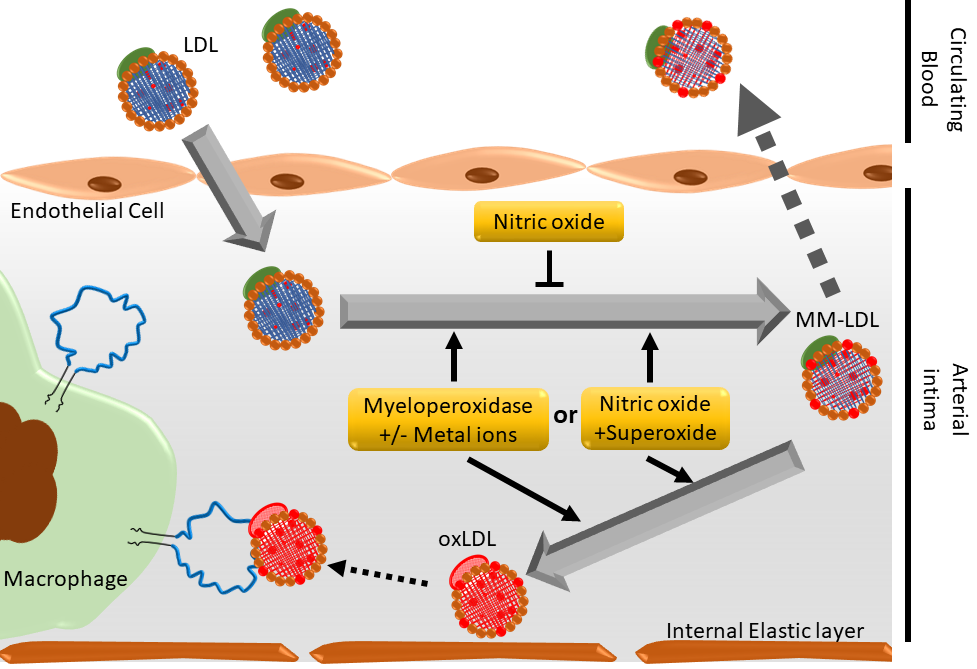 LDL
Circulating
Blood
Endothelial Cell
Nitric oxide
MM-LDL
Arterial
intima
Myeloperoxidase
+/- Metal ions
or
Nitric oxide
+Superoxide
oxLDL
Macrophage
Internal Elastic layer